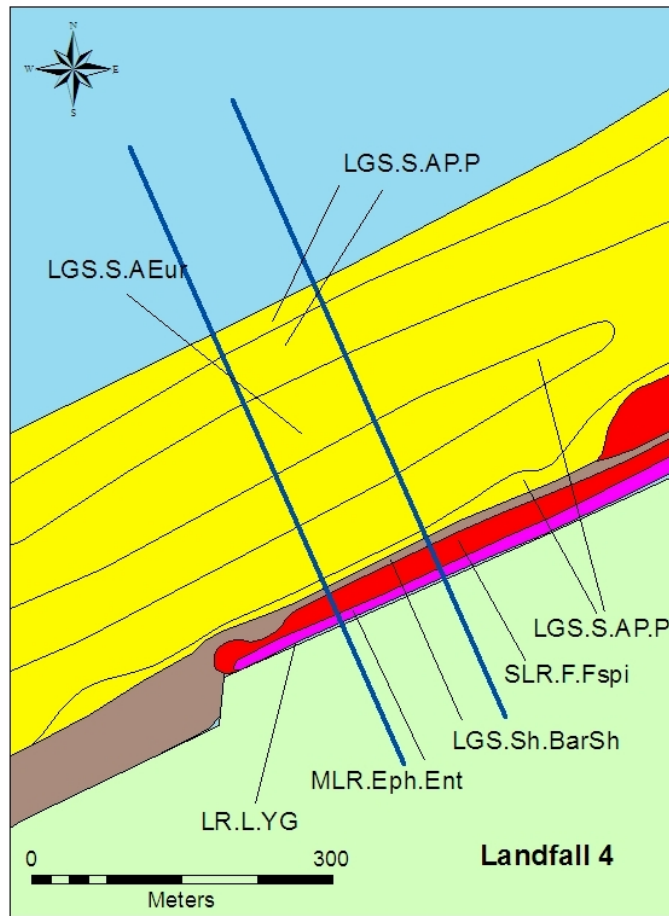 N
W E
S
LGS.S.AP.P
LGS.S.AEur
LGS.S.AP.P
SLR.F.Fspi
LGS.Sh.BarSh
MLR.Eph.Ent
LR.L.YG
Landfall 4
0 300
Meters